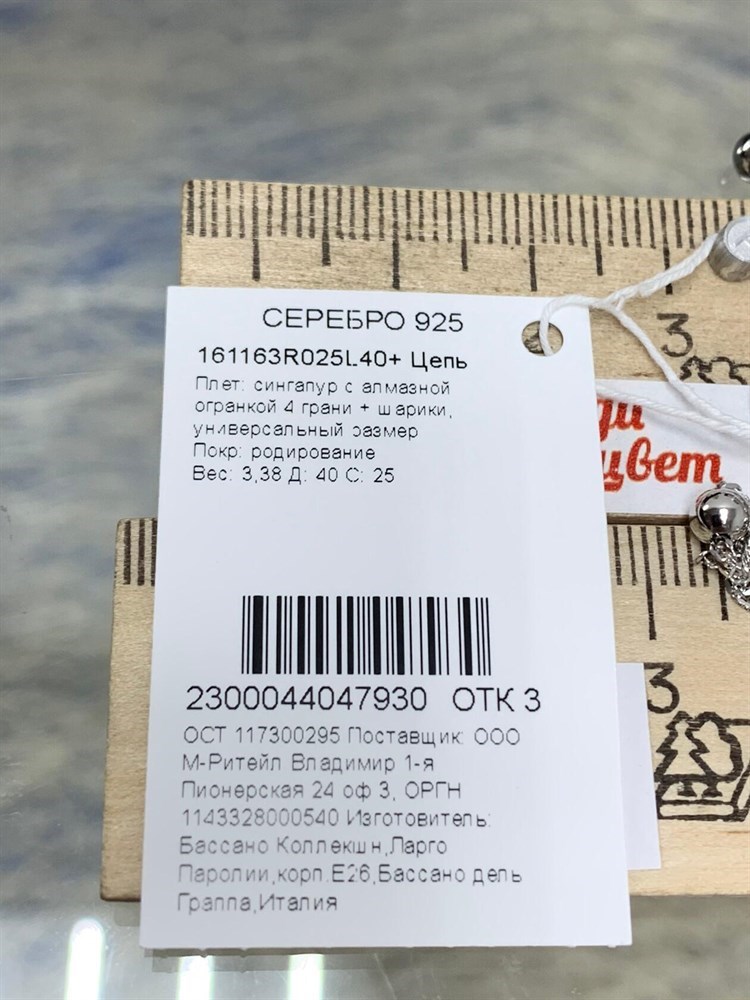 СЕРЕБРО 925
161163R025L40+ Цепь
Плет: сингапур с алмазной
огранкой 4 грани + шарики,
универсальный размер
Покр: родирование
Вес: 3,38 Д: 40 С: 25
2300044047930 ОТК 3
ОСТ 117300295 Поставщик: ООО
М-Ритейл Владимир 1-я
Пионерская 24 оф 3, ОРГН
1143328000540 Изготовитель:
Бассано Коллекшн,Ларго
Паролии,корп.Е26,Бассано дель
Граппа,Италия
3
ди
цвет
3